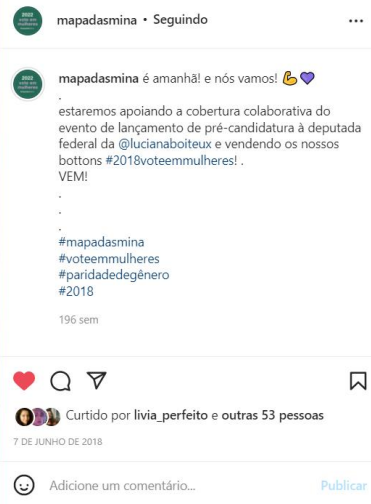 mapadasmina • Seguindo
mapadasmina é amanhã! e nós vamos! 💪💜
.
estaremos apoiando a cobertura colaborativa do
evento de lançamento de pré-candidatura à deputada
federal da @lucianaboiteux e vendendo os nossos
bottons #2018voteemmulheres! .
VEM!
.
.
.
#mapadasmina
#voteemmulheres
#paridadedegênero
#2018
196 sem
Curtido por livia_perfeito e outras 53 pessoas
7 DE JUNHO DE 2018
Adicione um comentário...
Publicar